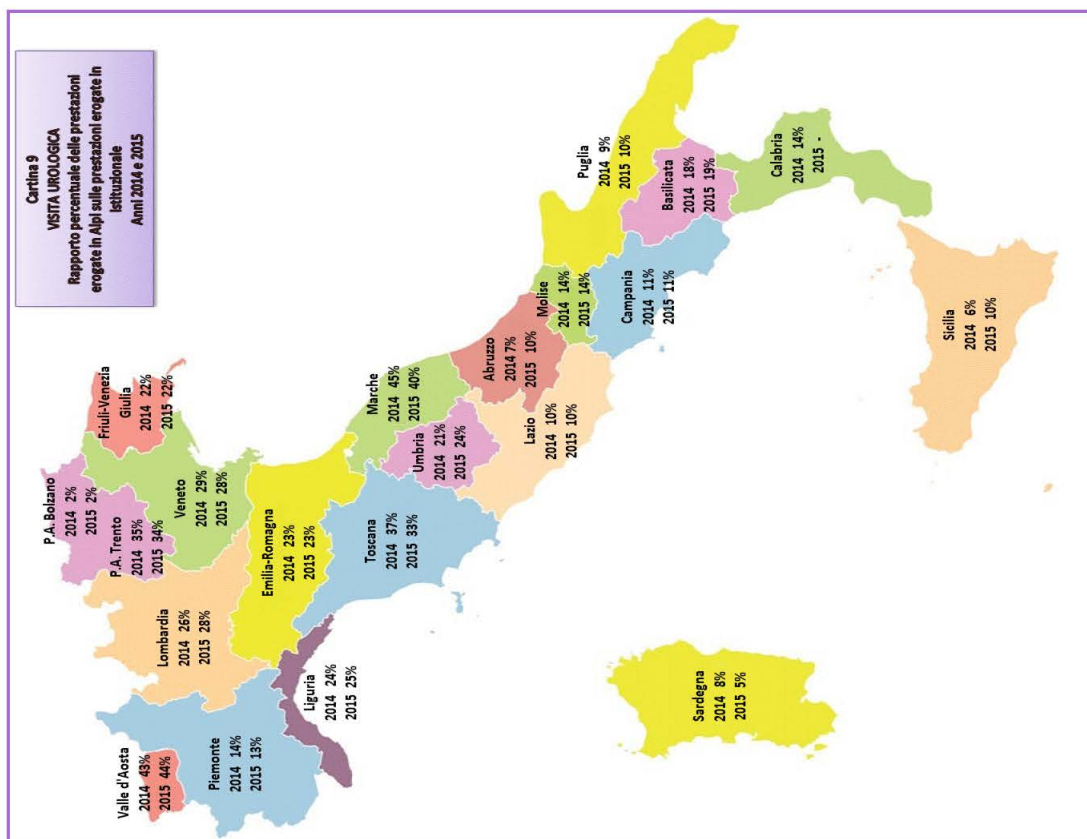 Cartina 9
VISITA UROLOGICA
Rapporto percentuale delle prestazioni
erogate in Alpi sulle prestazioni erogate in
Istituzionale
Anni 2014 e 2015
Valle d'Aosta
2014 43%
2015 44%
Piemonte
2014 14%
2015 13%
Liguria
2014 24%
2015 25%
Lombardia
2014 26%
2015 28%
P.A. Bolzano
2014 2%
2015 2%
P.A. Trento
2014 35%
2015 34%
Veneto
2014 29%
2015 28%
Friuli-Venezia
Giulia
2014 22%
2015 22%
Emilia-Romagna
2014 23%
2015 23%
Toscana
2014 37%
2015 33%
Marche
2014 45%
2015 40%
Umbria
2014 21%
2015 24%
Lazio
2014 10%
2015 10%
Abruzzo
2014 7%
2015 10%
Molise
2014 14%
2015 14%
Campania
2014 11%
2015 11%
Puglia
2014 9%
2015 10%
Basilicata
2014 18%
2015 19%
Calabria
2014 14%
2015 -
Sicilia
2014 6%
2015 10%
Sardegna
2014 8%
2015 5%